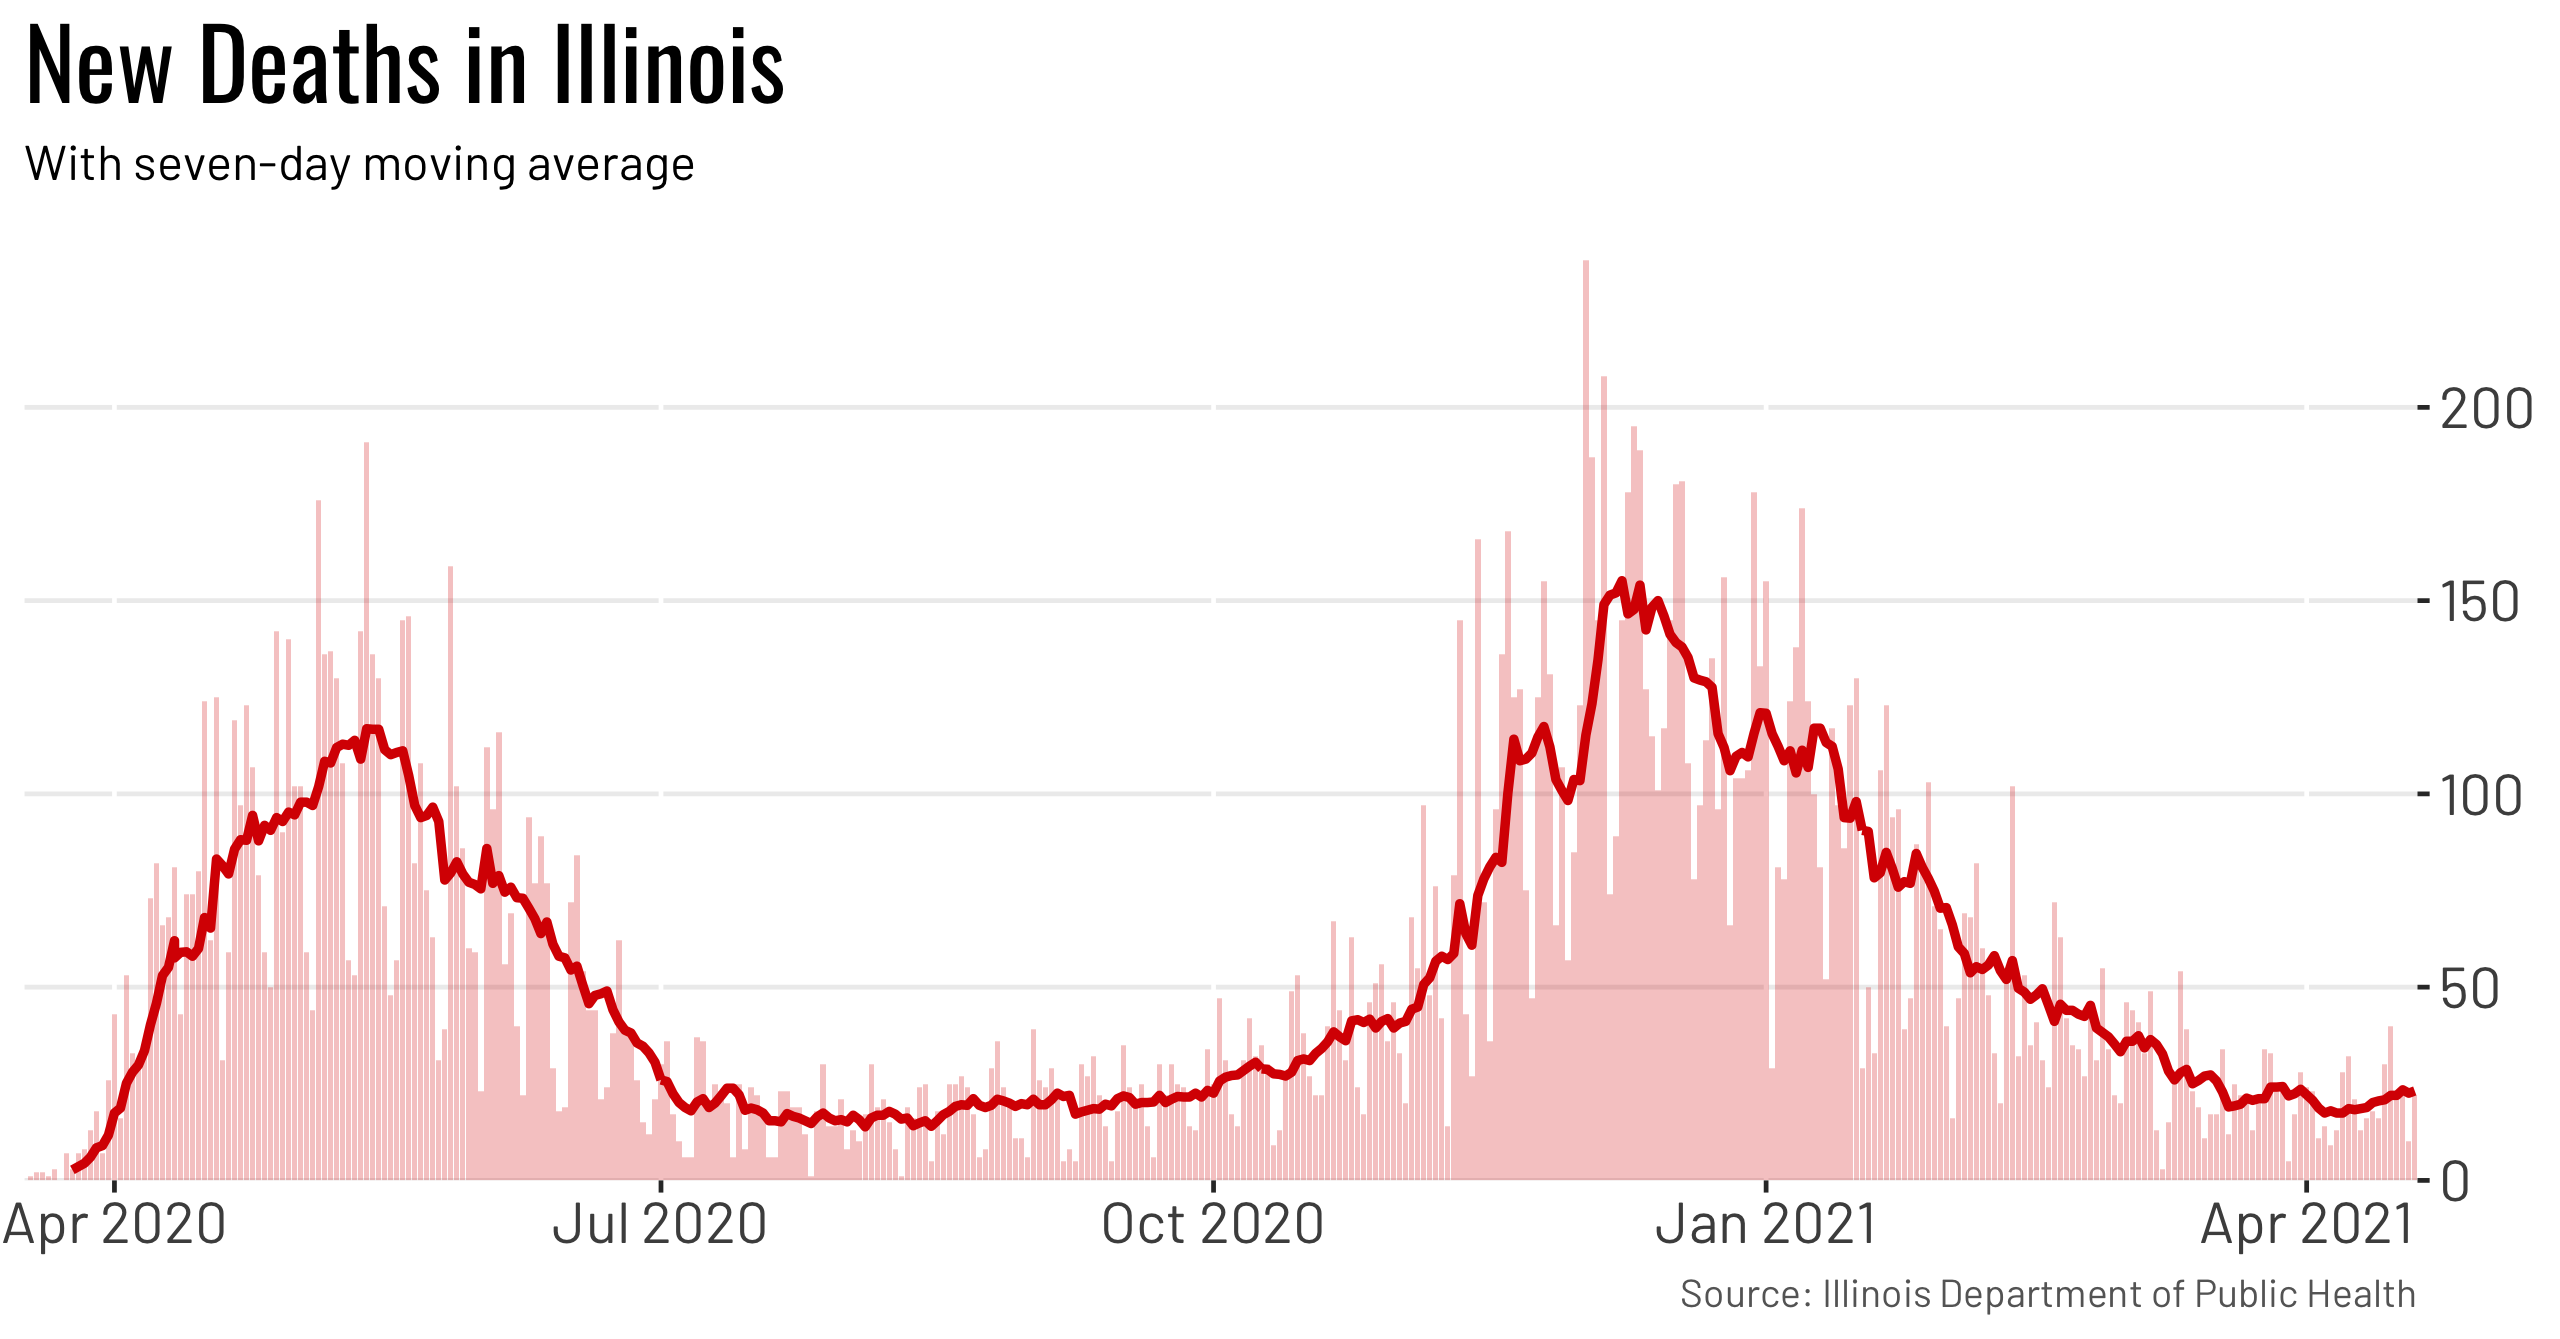 New Deaths in Illinois
With seven-day moving average
200
150
100
50
0
Apr 2020
Jul 2020
Oct 2020
Jan 2021
Apr 2021
Source: Illinois Department of Public Health